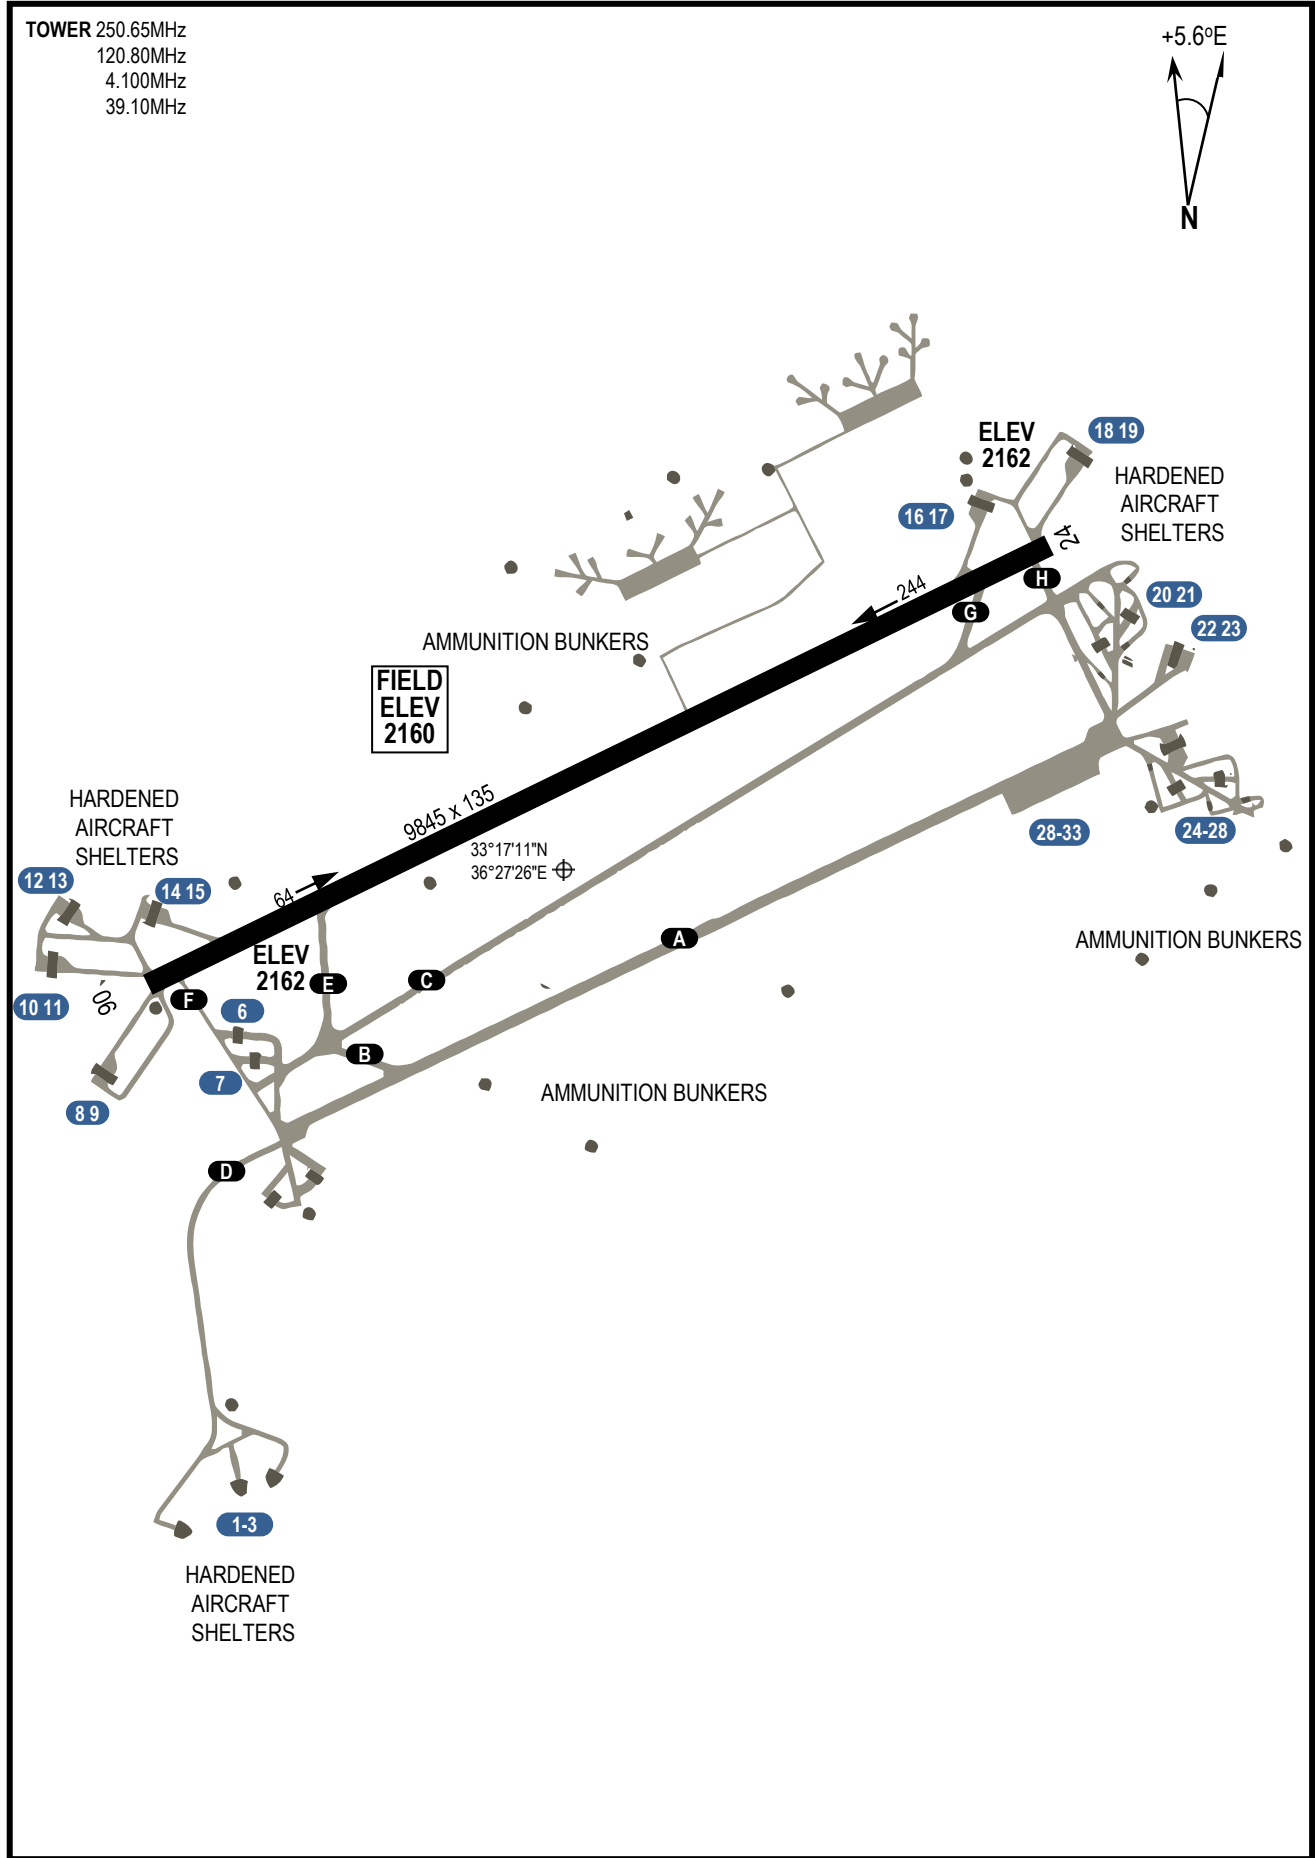 TOWER 250.65MHz
120.80MHz
4.100MHz
39.10MHz
+5.6ºE
N
ELEV
2162
18 19
HARDENED
AIRCRAFT
SHELTERS
16 17
24
H
244
G
20 21
22 23
AMMUNITION BUNKERS
FIELD
ELEV
2160
9845 x 135
HARDENED
AIRCRAFT
SHELTERS
33°17'11"N
36°27'26"E
28-33
24-28
12 13
14 15
64
A
AMMUNITION BUNKERS
ELEV
2162
E
C
10 11
06
F
6
B
7
8 9
AMMUNITION BUNKERS
D
1-3
HARDENED
AIRCRAFT
SHELTERS